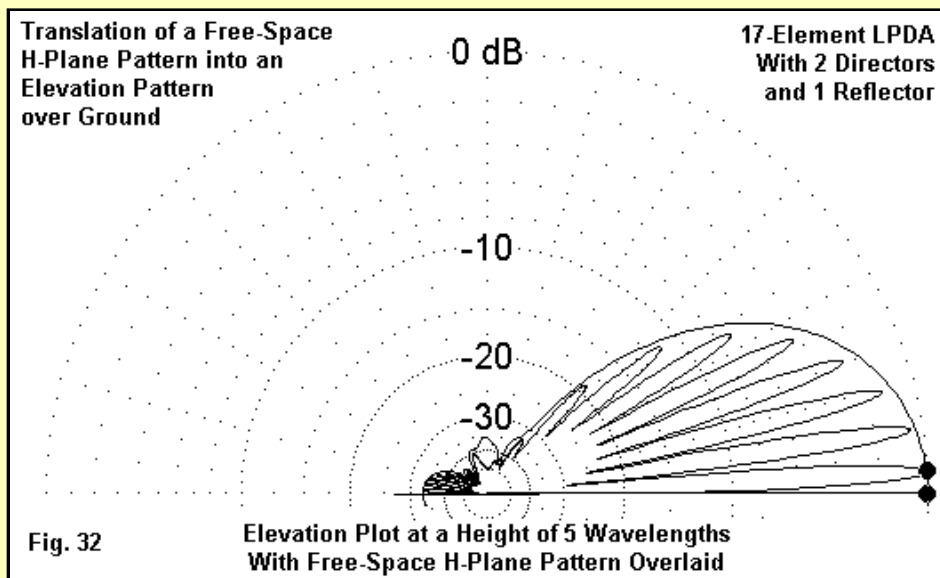 Translation of a Free-Space
H-Plane Pattern into an
Elevation Pattern
over Ground
0 dB
17-Element LPDA
With 2 Directors
and 1 Reflector
-10
-20
-30
Fig. 32
Elevation Plot at a Height of 5 Wavelengths
With Free-Space H-Plane Pattern Overlaid